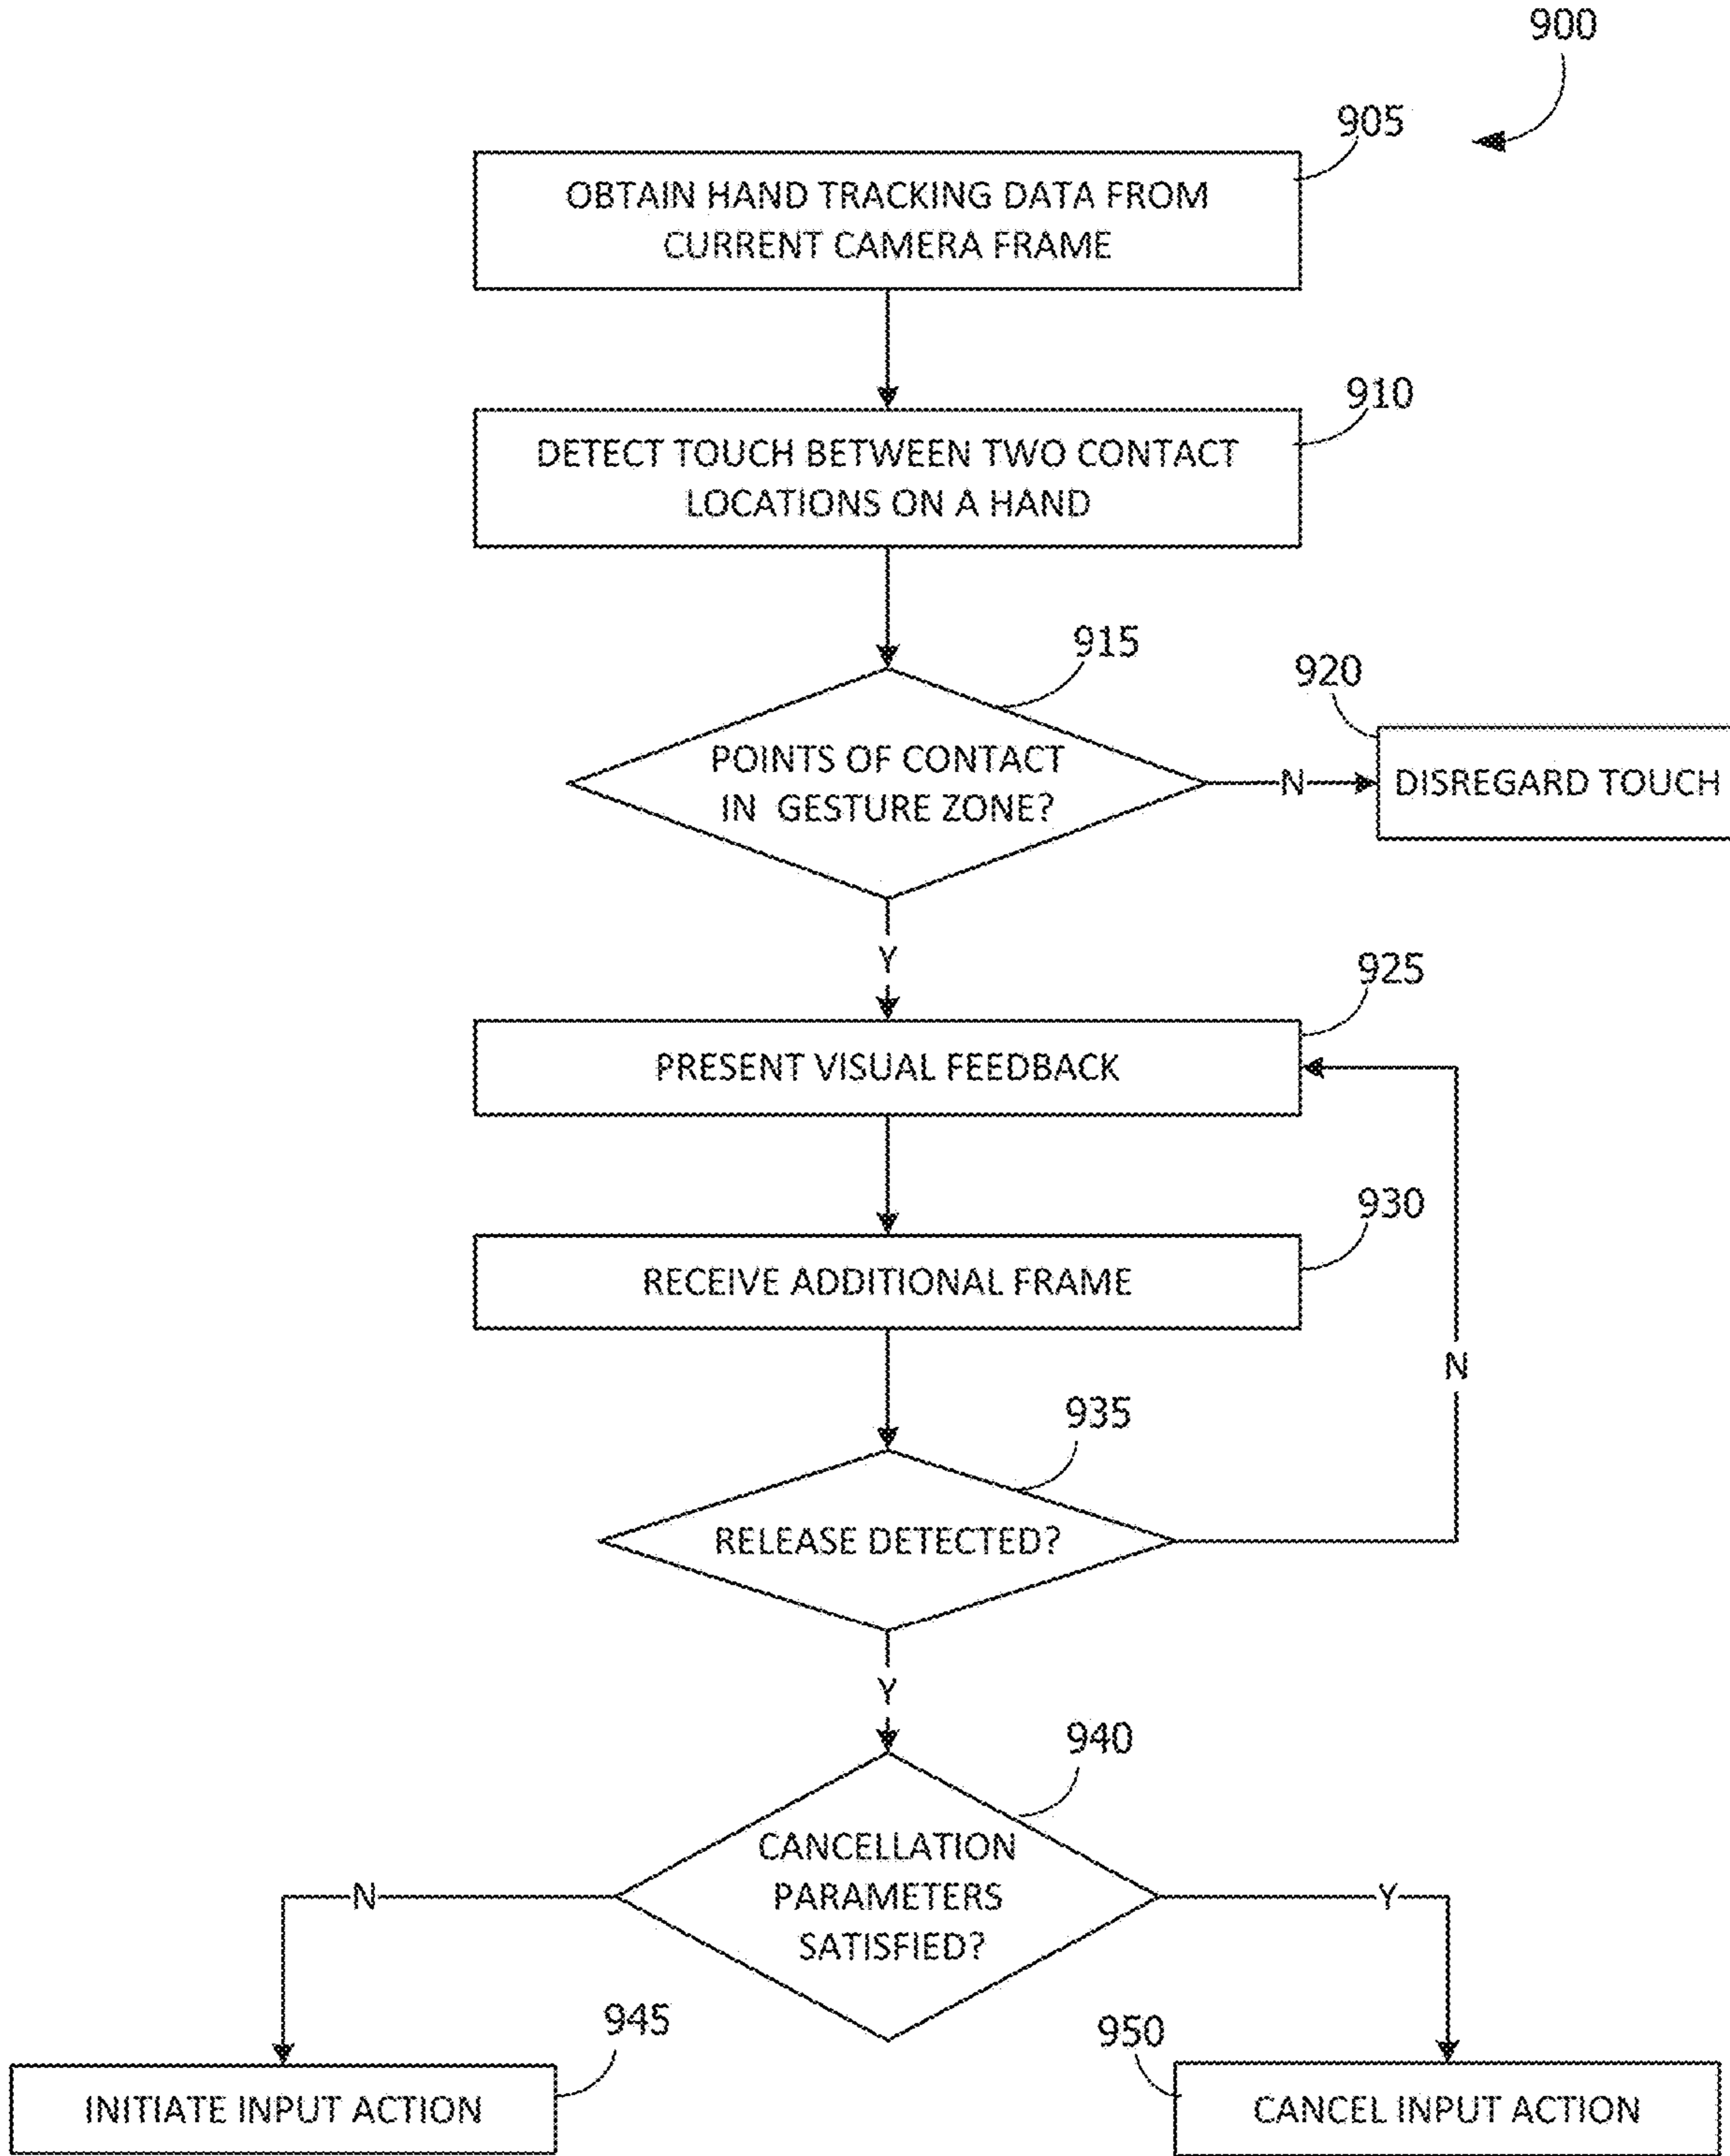 900
905
OBTAIN HAND TRACKING DATA FROM
CURRENT CAMERA FRAME
910
DETECT TOUCH BETWEEN TWO CONTACT
LOCATIONS ON A HAND
915
920
POINTS OF CONTACT
IN GESTURE ZONE?
N
DISREGARD TOUCH
Y
925
PRESENT VISUAL FEEDBACK
930
RECEIVE ADDITIONAL FRAME
N
935
RELEASE DETECTED?
Y
940
CANCELLATION
PARAMETERS
SATISFIED?
N
Y
945
950
INITIATE INPUT ACTION
CANCEL INPUT ACTION